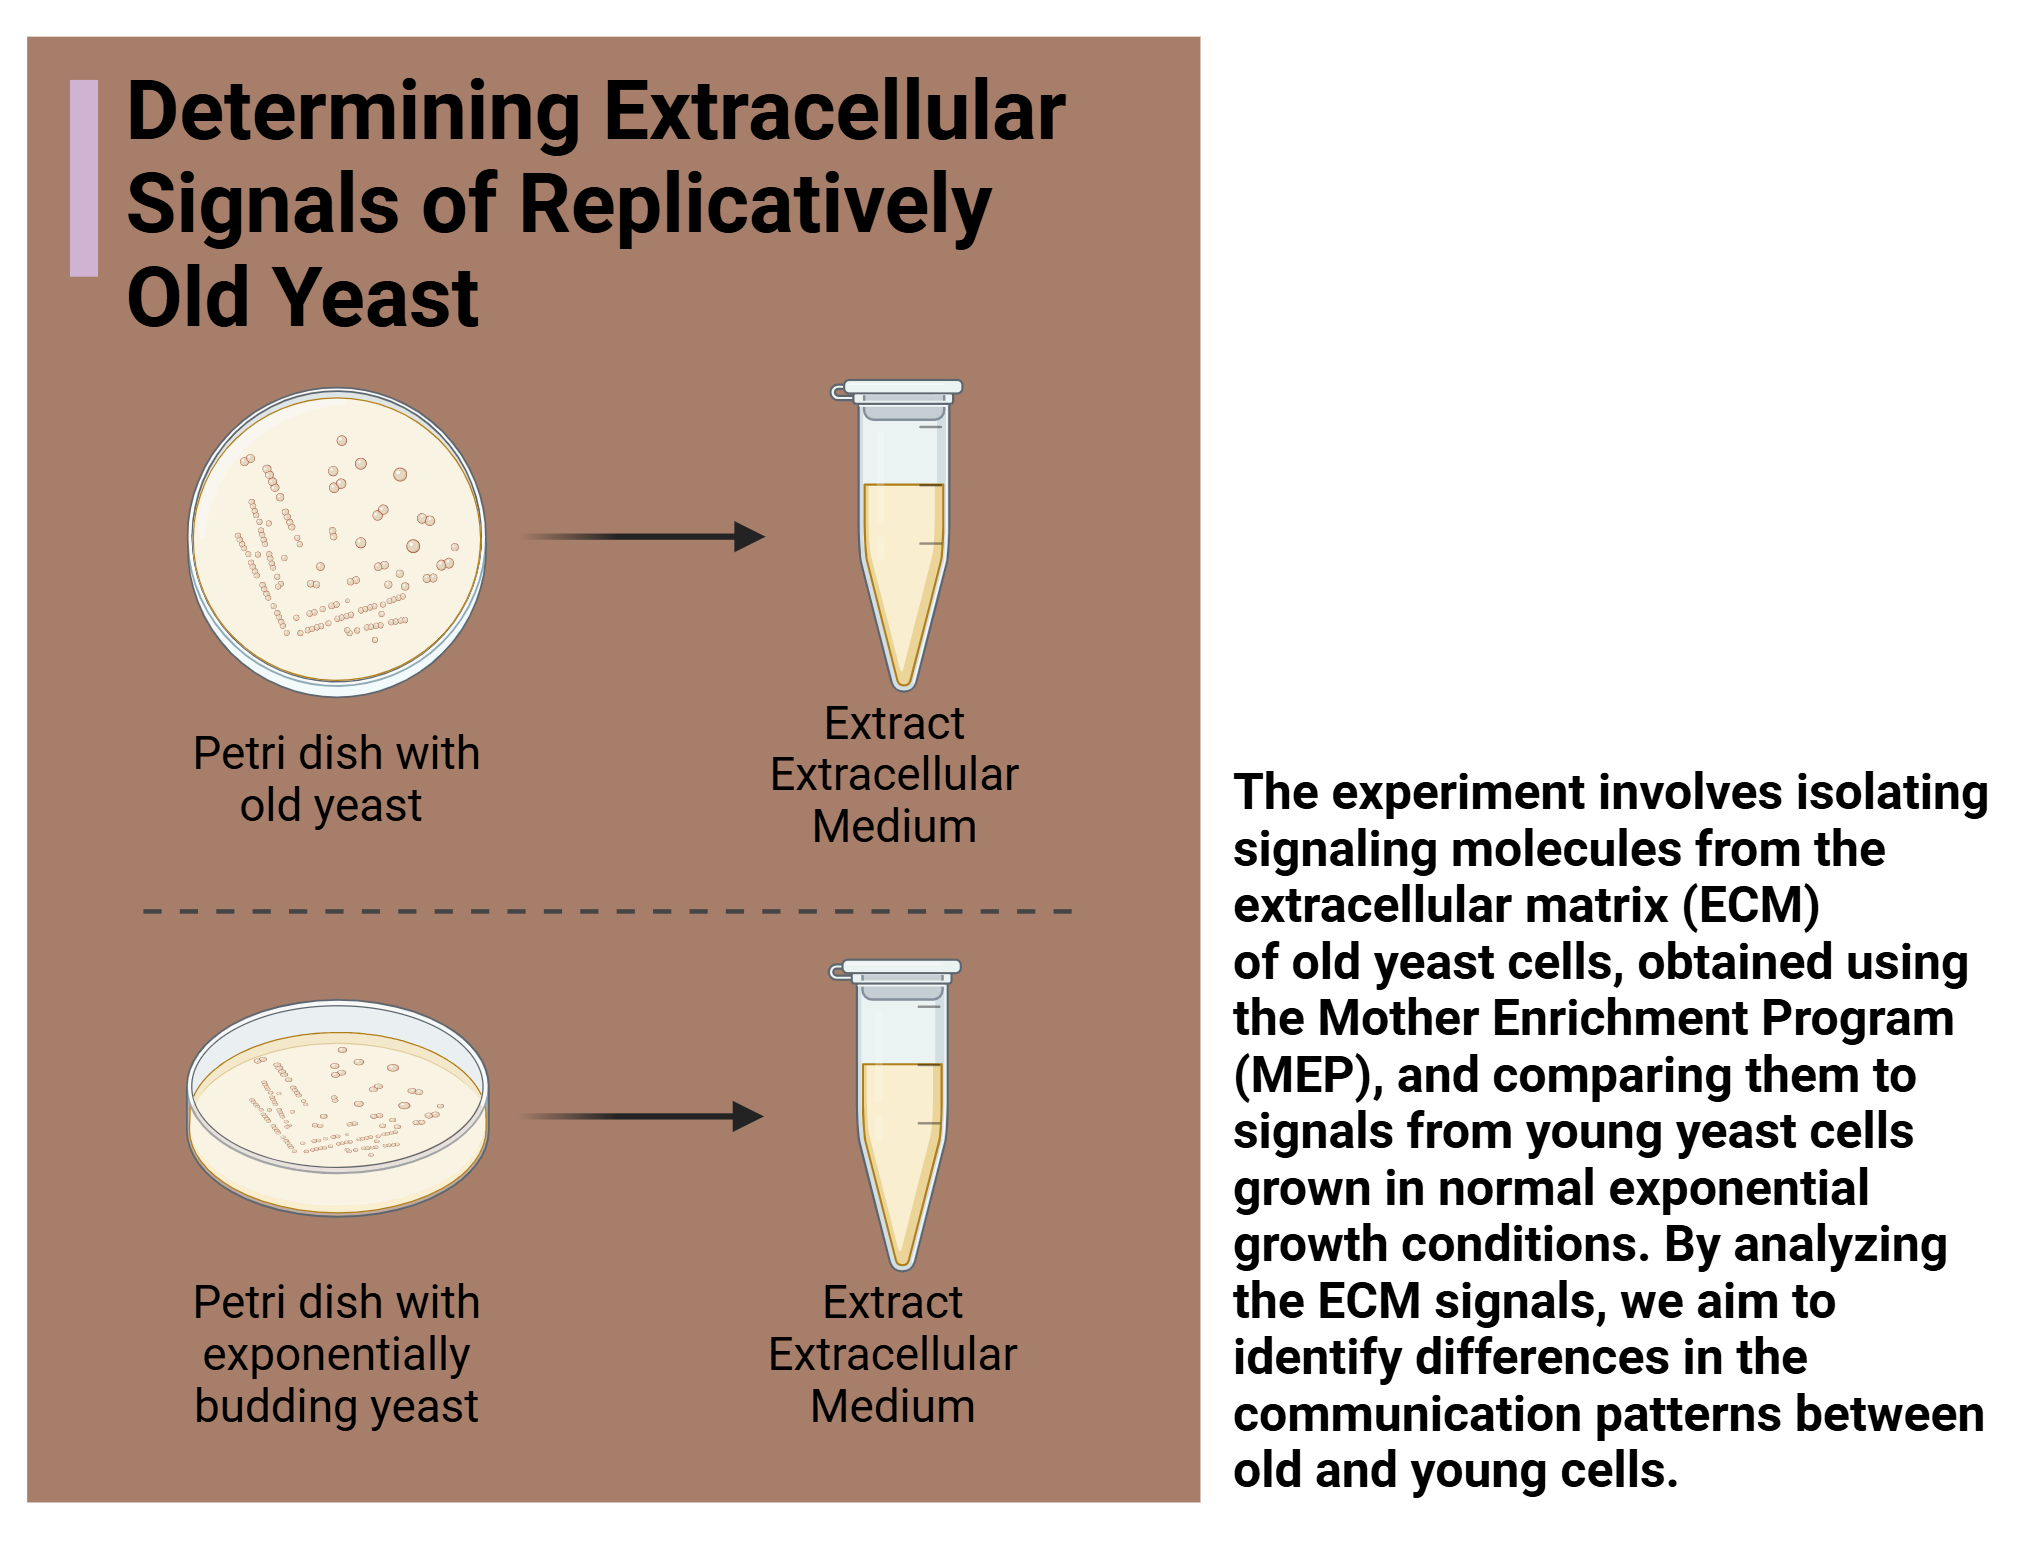 Determining Extracellular
Signals of Replicatively
Old Yeast
Petri dish with
old yeast
Extract
Extracellular
Medium
Petri dish with
exponentially
budding yeast
Extract
Extracellular
Medium
The experiment involves isolating
signaling molecules from the
extracellular matrix (ECM)
of old yeast cells, obtained using
the Mother Enrichment Program
(MEP), and comparing them to
signals from young yeast cells
grown in normal exponential
growth conditions. By analyzing
the ECM signals, we aim to
identify differences in the
communication patterns between
old and young cells.